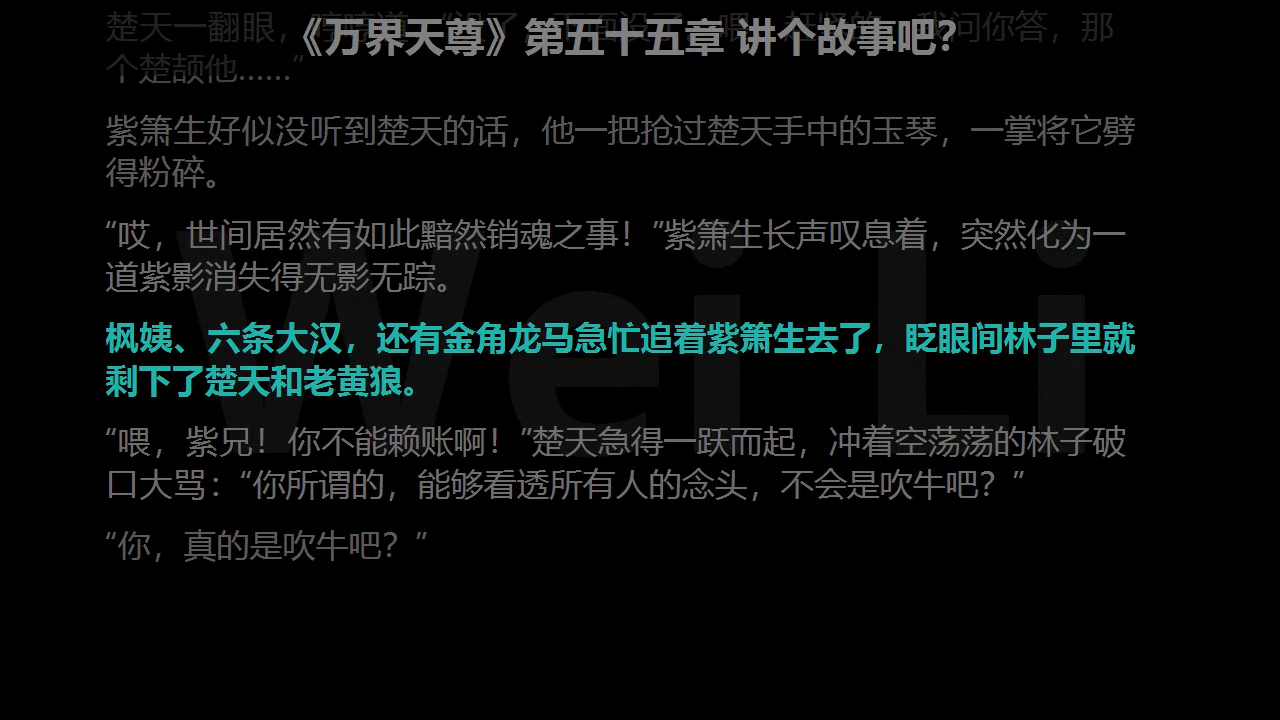 《万界天尊》第五十五章 讲个故事吧？
楚天一翻眼，
我问你答，那
个楚颉他……”
紫箫生好似没听到楚天的话，他一把抢过楚天手中的玉琴，一掌将它劈
得粉碎。
“哎，世间居然有如此黯然销魂之事！”紫箫生长声叹息着，突然化为一
道紫影消失得无影无踪。
枫姨、六条大汉，还有金角龙马急忙追着紫箫生去了，眨眼间林子里就
剩下了楚天和老黄狼。
“喂，紫兄！你不能赖账啊！”楚天急得一跃而起，冲着空荡荡的林子破
口大骂：“你所谓的，能够看透所有人的念头，不会是吹牛吧？”
“你，真的是吹牛吧？”
Wei Li